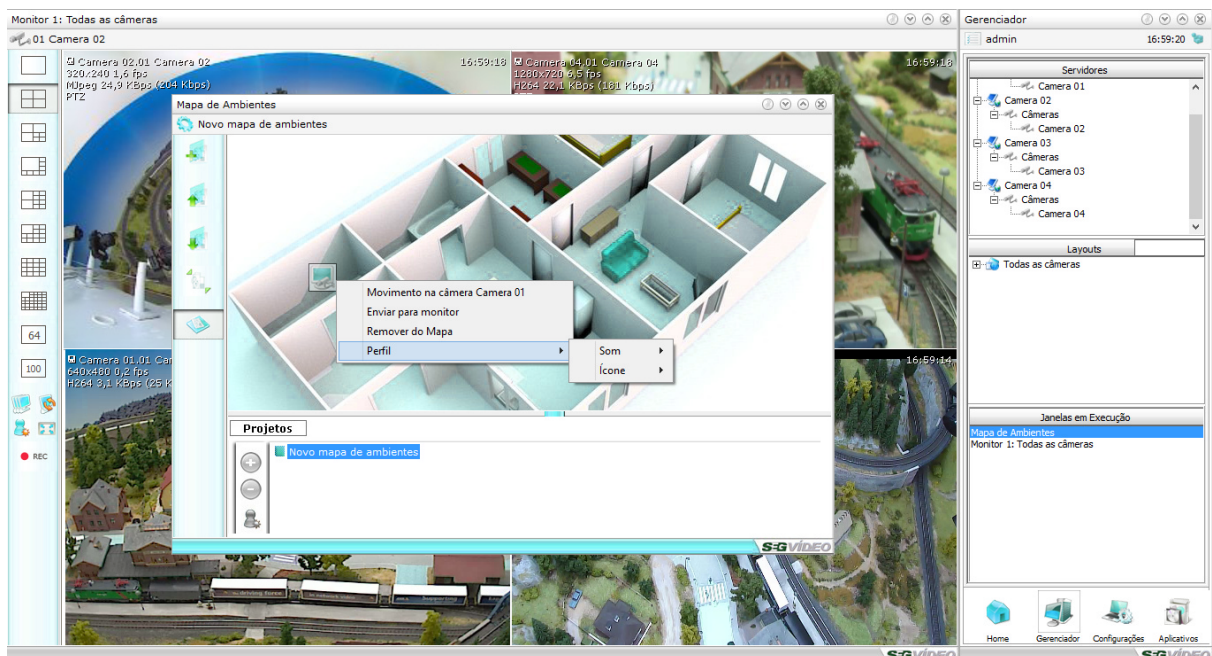 Monitor 1: Todas as câmeras
01 Camera 02
Camera 02.01 Camera 02
320x240 1,6 fps
MJpeg 24,9 KBps (204 Kbps)
PTZ
16:59:18
Camera 04.01 Camera 04
1280x720 6,5 fps
H264 22,1 KBps (181 Kbps)
16:59:18
Camera 01.01 Car
640x480 0,2 fps
H264 3,1 KBps (25 K
16:59:14
64
100
REC
Mapa de Ambientes
Novo mapa de ambientes
Movimento na câmera Camera 01
Enviar para monitor
Remover do Mapa
Perfil
Som
Ícone
Projetos
Novo mapa de ambientes
SEGVÍDEO
Gerenciador
admin
16:59:20
Servidores
Camera 01
Camera 02
Câmeras
Camera 02
Camera 03
Câmeras
Camera 03
Camera 04
Câmeras
Camera 04
Layouts
Todas as câmeras
Janelas em Execução
Mapa de Ambientes
Monitor 1: Todas as câmeras
Home
Gerenciador
Configurações
Aplicativos
SEGVÍDEO
SEGVÍDEO